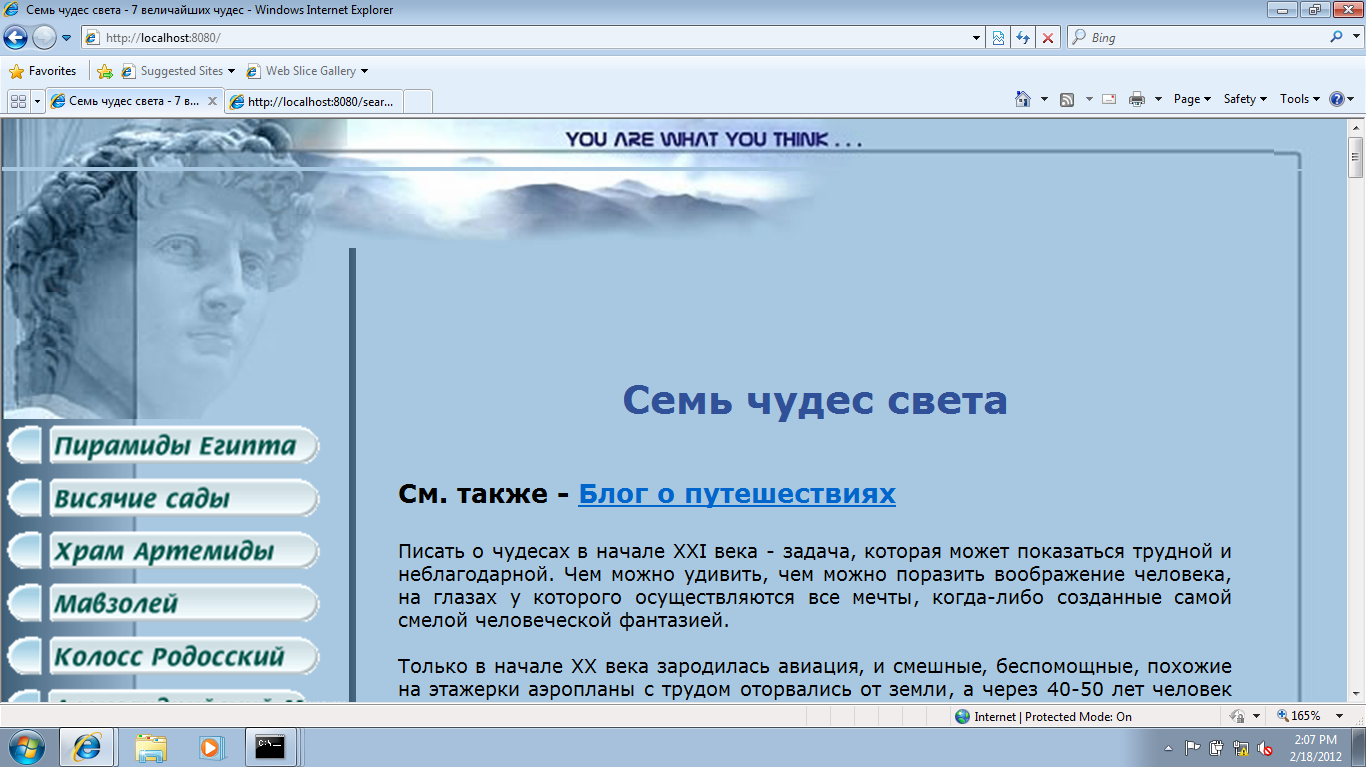 Семь чудес света - 7 величайших чудес - Windows Internet Explorer
http://localhost:8080/
Bing
Favorites
Suggested Sites
Web Slice Gallery
Семь чудес света - 7 в...
http://localhost:8080/sear...
Page
Safety
Tools
YOU ARE WHAT YOU THINK . . .
Семь чудес света
Пирамиды Египта
Висячие сады
Храм Артемиды
Мавзолей
Колосс Родосский
См. также - Блог о путешествиях
Писать о чудесах в начале XXI века - задача, которая может показаться трудной и
неблагодарной. Чем можно удивить, чем можно поразить воображение человека,
на глазах у которого осуществляются все мечты, когда-либо созданные самой
смелой человеческой фантазией.
Только в начале XX века зародилась авиация, и смешные, беспомощные, похожие
на этажерки аэропланы с трудом оторвались от земли, а через 40-50 лет человек
Internet | Protected Mode: On
165%
C:\_
2:07 PM
2/18/2012